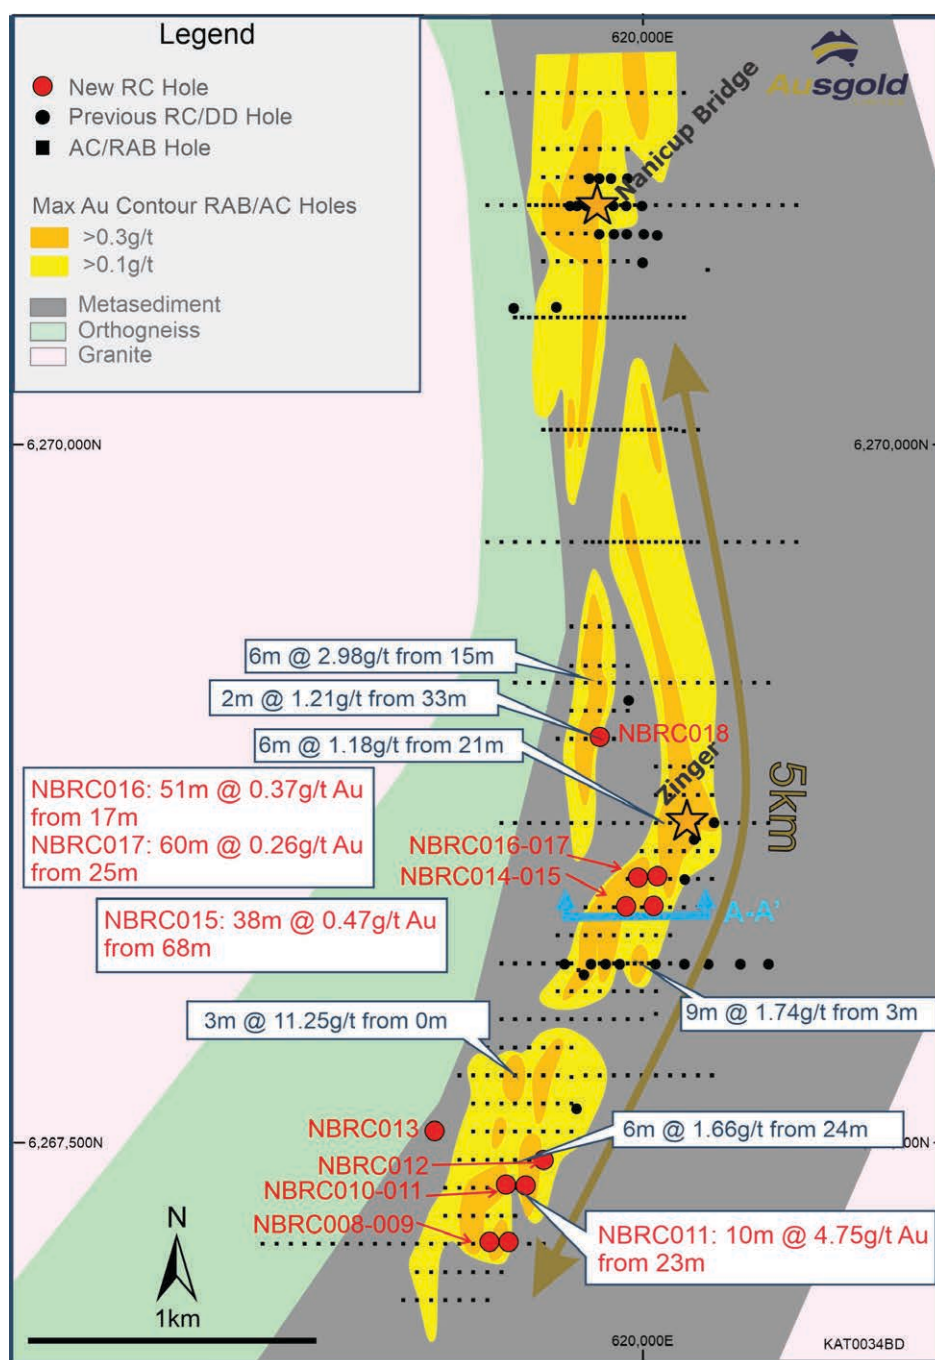 Legend
New RC Hole
Previous RC/DD Hole
AC/RAB Hole
Max Au Contour RAB/AC Holes
>0.3g/t
>0.1g/t
Metasediment
Orthogneiss
Granite
620,000E
Ausgold
Nanicup Bridge
6,270,000N
6,270,000N
6m @ 2.98g/t from 15m
2m @ 1.21g/t from 33m
NBRC018
6m @ 1.18g/t from 21m
Zinger
5km
NBRC016: 51m @ 0.37g/t Au
from 17m
NBRC017: 60m @ 0.26g/t Au
from 25m
NBRC016-017
NBRC014-015
A-A'
NBRC015: 38m @ 0.47g/t Au
from 68m
9m @ 1.74g/t from 3m
3m @ 11.25g/t from 0m
NBRC013
6,267,500N
6m @ 1.66g/t from 24m
NBRC012
NBRC010-011
NBRC008-009
NBRC011: 10m @ 4.75g/t Au
from 23m
N
1km
620,000E
KAT0034BD